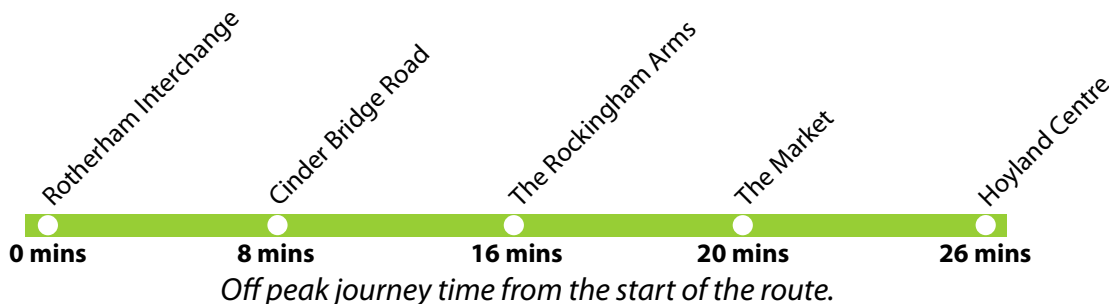 Rotherham Interchange
Cinder Bridge Road
The Rockingham Arms
The Market
Hoyland Centre
0 mins
8 mins
16 mins
20 mins
26 mins
Off peak journey time from the start of the route.